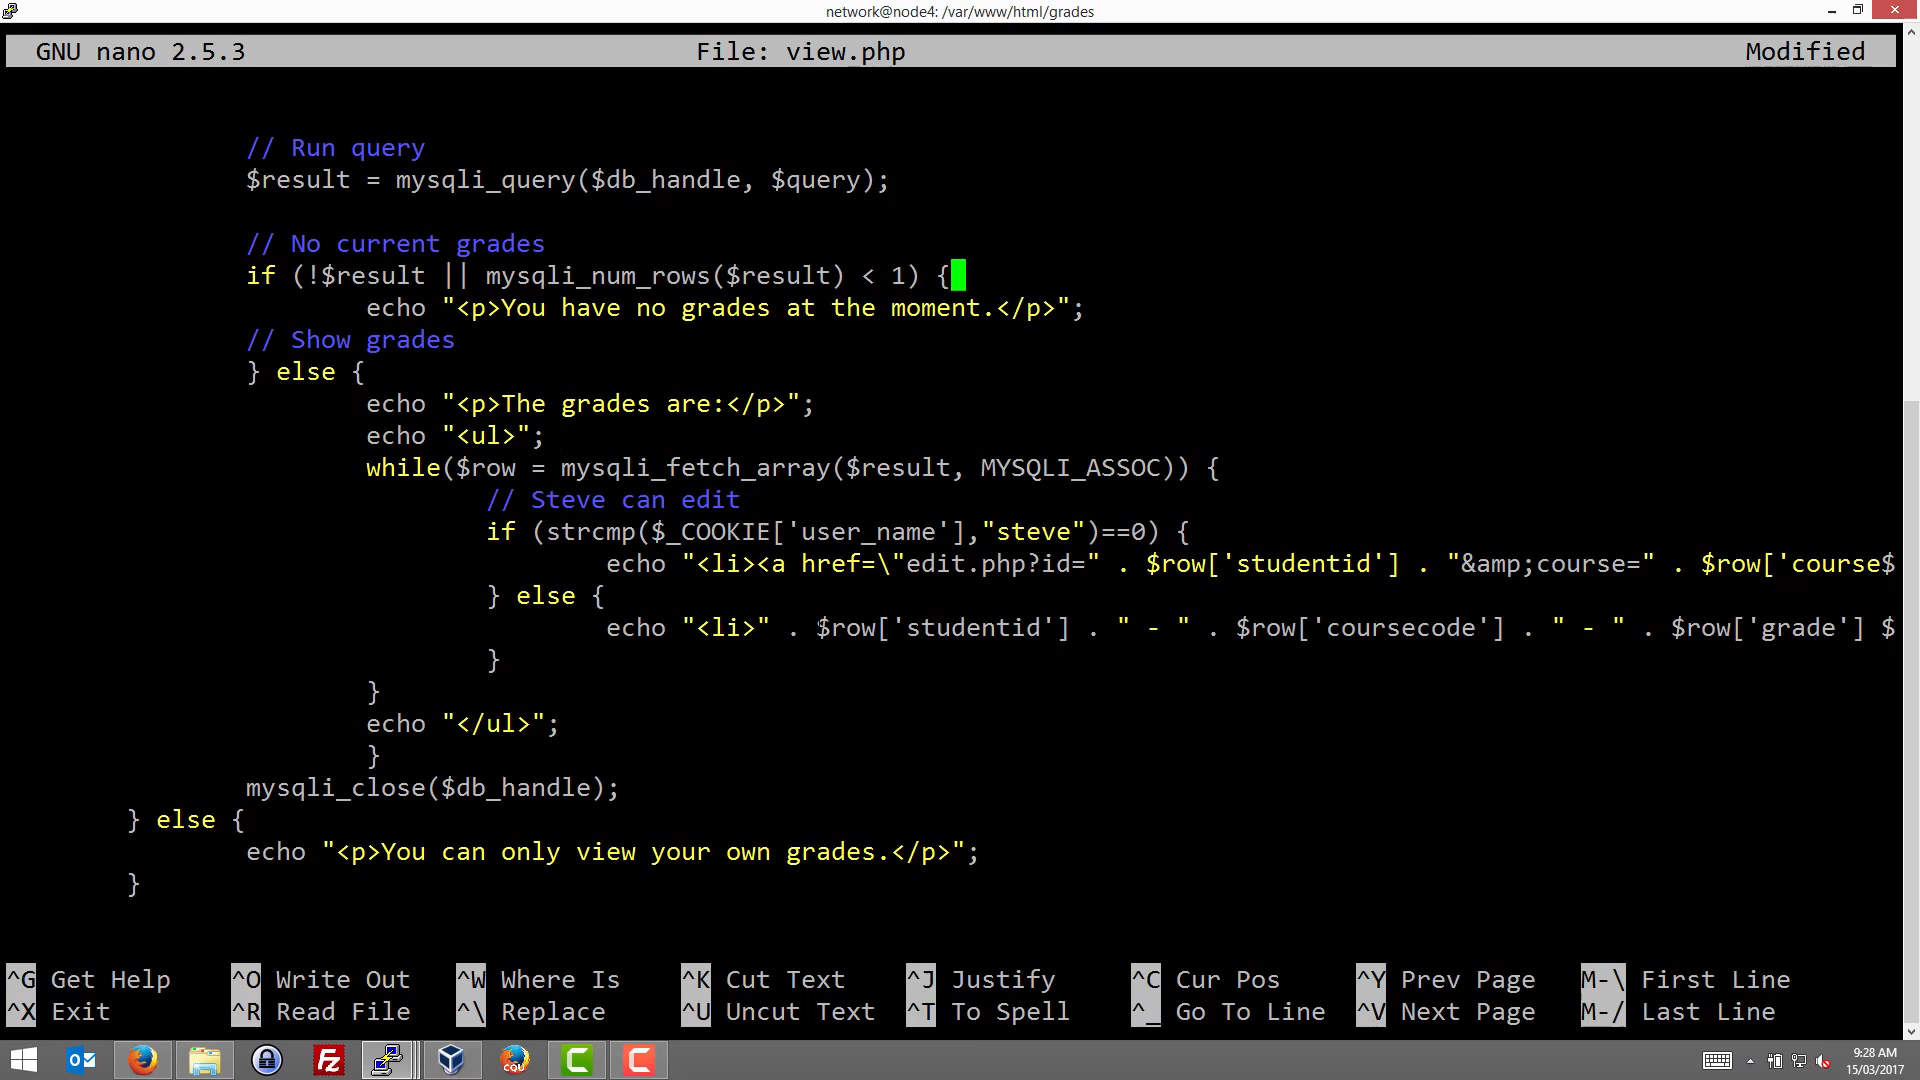 network@node4: /var/www/html/grades
GNU nano 2.5.3 File: view.php Modified
// Run query
$result = mysqli_query($db_handle, $query);
// No current grades
if (!$result || mysqli_num_rows($result) < 1) {
echo "<p>You have no grades at the moment.</p>";
// Show grades
} else {
echo "<p>The grades are:</p>";
echo "<ul>";
while($row = mysqli_fetch_array($result, MYSQLI_ASSOC)) {
// Steve can edit
if (strcmp($_COOKIE['user_name'],"steve")==0) {
echo "<li><a href=\"edit.php?id=" . $row['studentid'] . "&amp;course=" . $row['course$
} else {
echo "<li>" . $row['studentid'] . " - " . $row['coursecode'] . " - " . $row['grade'] $
}
}
echo "</ul>";
}
mysqli_close($db_handle);
} else {
echo "<p>You can only view your own grades.</p>";
}
^G Get Help ^O Write Out ^W Where Is ^K Cut Text ^J Justify ^C Cur Pos ^Y Prev Page M-\ First Line
^X Exit ^R Read File ^\ Replace ^U Uncut Text ^T To Spell ^_ Go To Line ^V Next Page M-/ Last Line
Fz
CQU
9:28 AM
15/03/2017